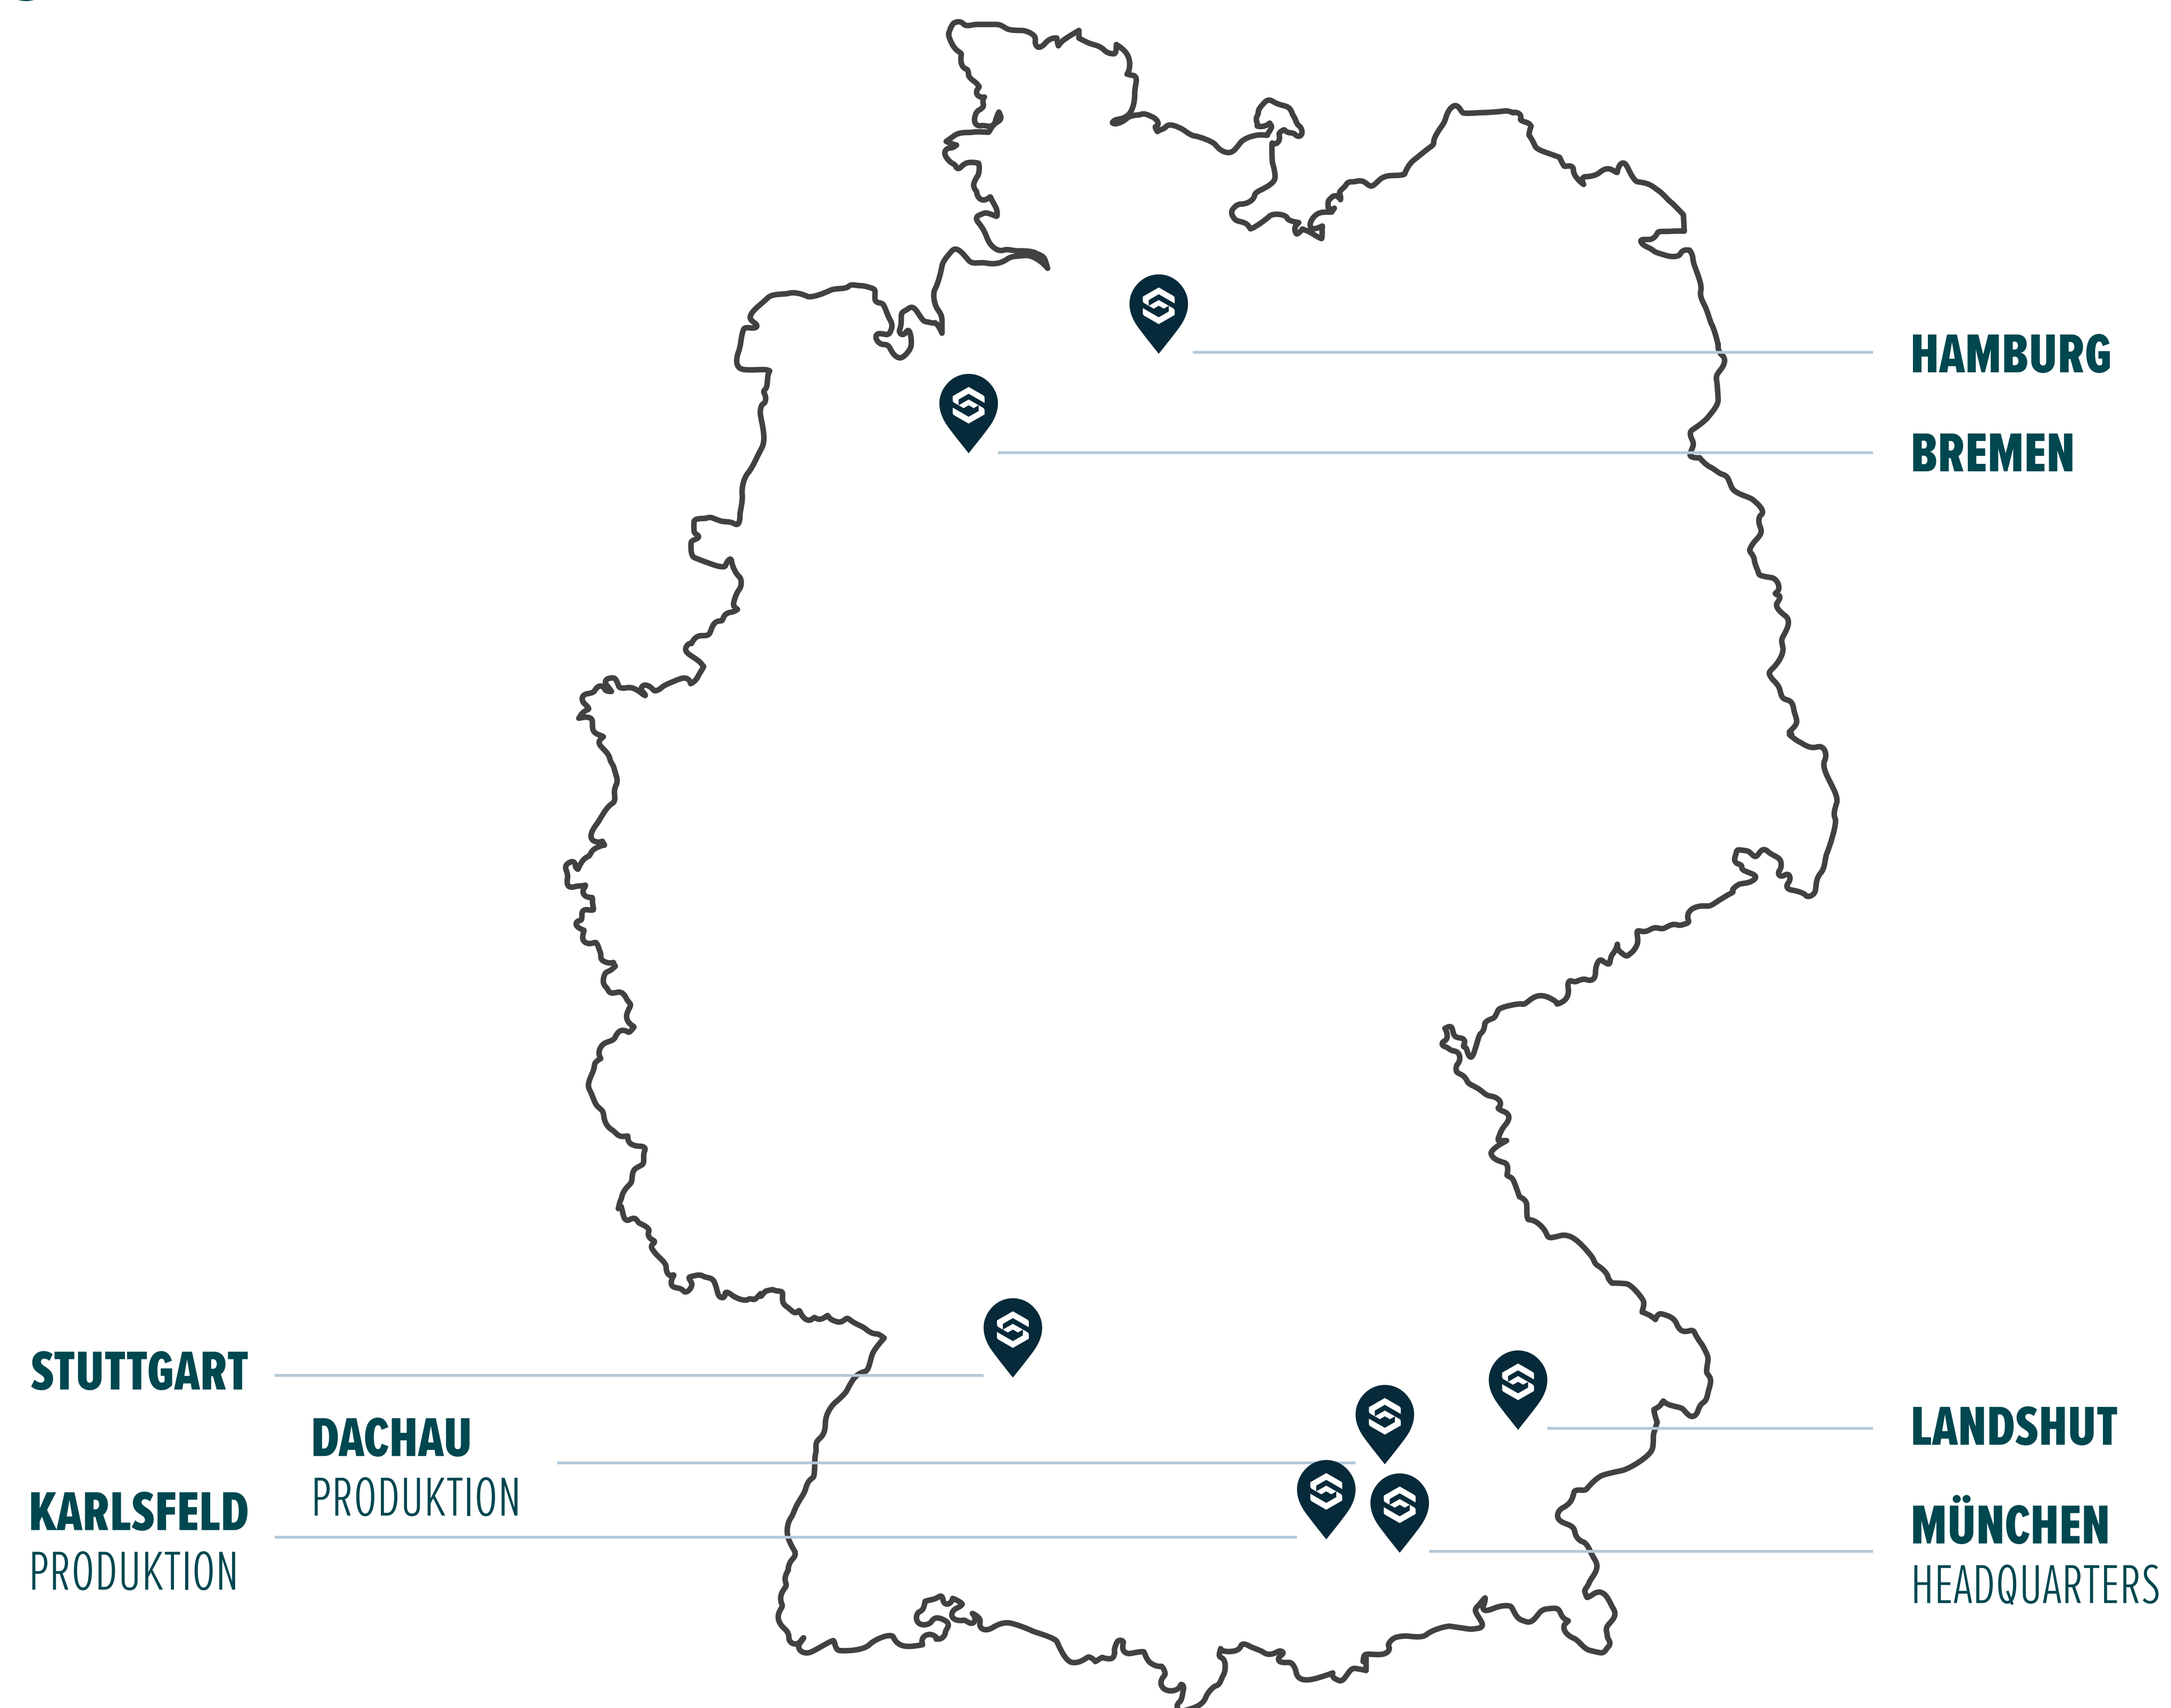 HAMBURG
BREMEN
STUTTGART
DACHAU
PRODUKTION
KARLSFELD
PRODUKTION
LANDSHUT
MÜNCHEN
HEADQUARTERS